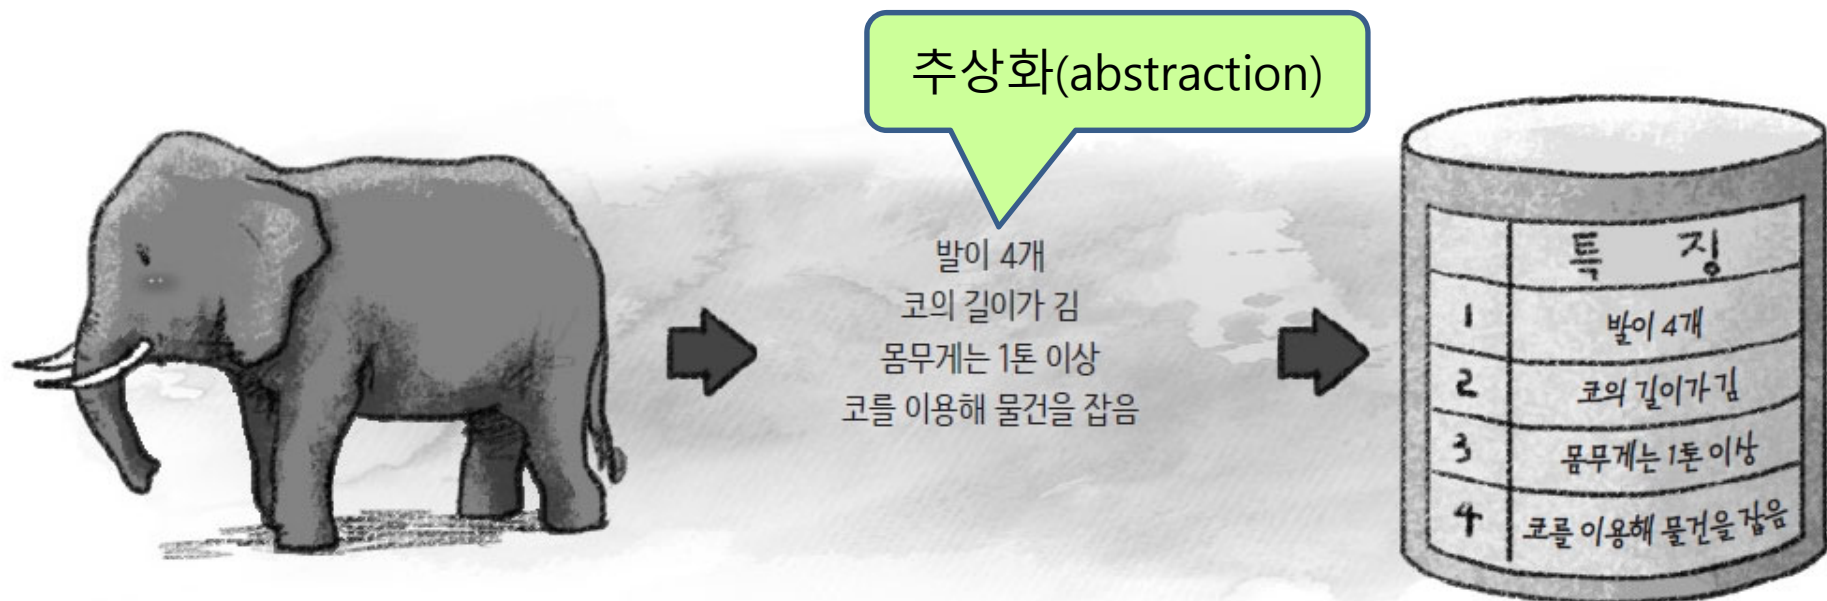 추상화(abstraction)
발이 4개
코의 길이가 김
몸무게는 1톤 이상
코를 이용해 물건을 잡음
특 징
1 발이 4개
2 코의 길이가 김
3 몸무게는 1톤 이상
4 코를 이용해 물건을 잡음